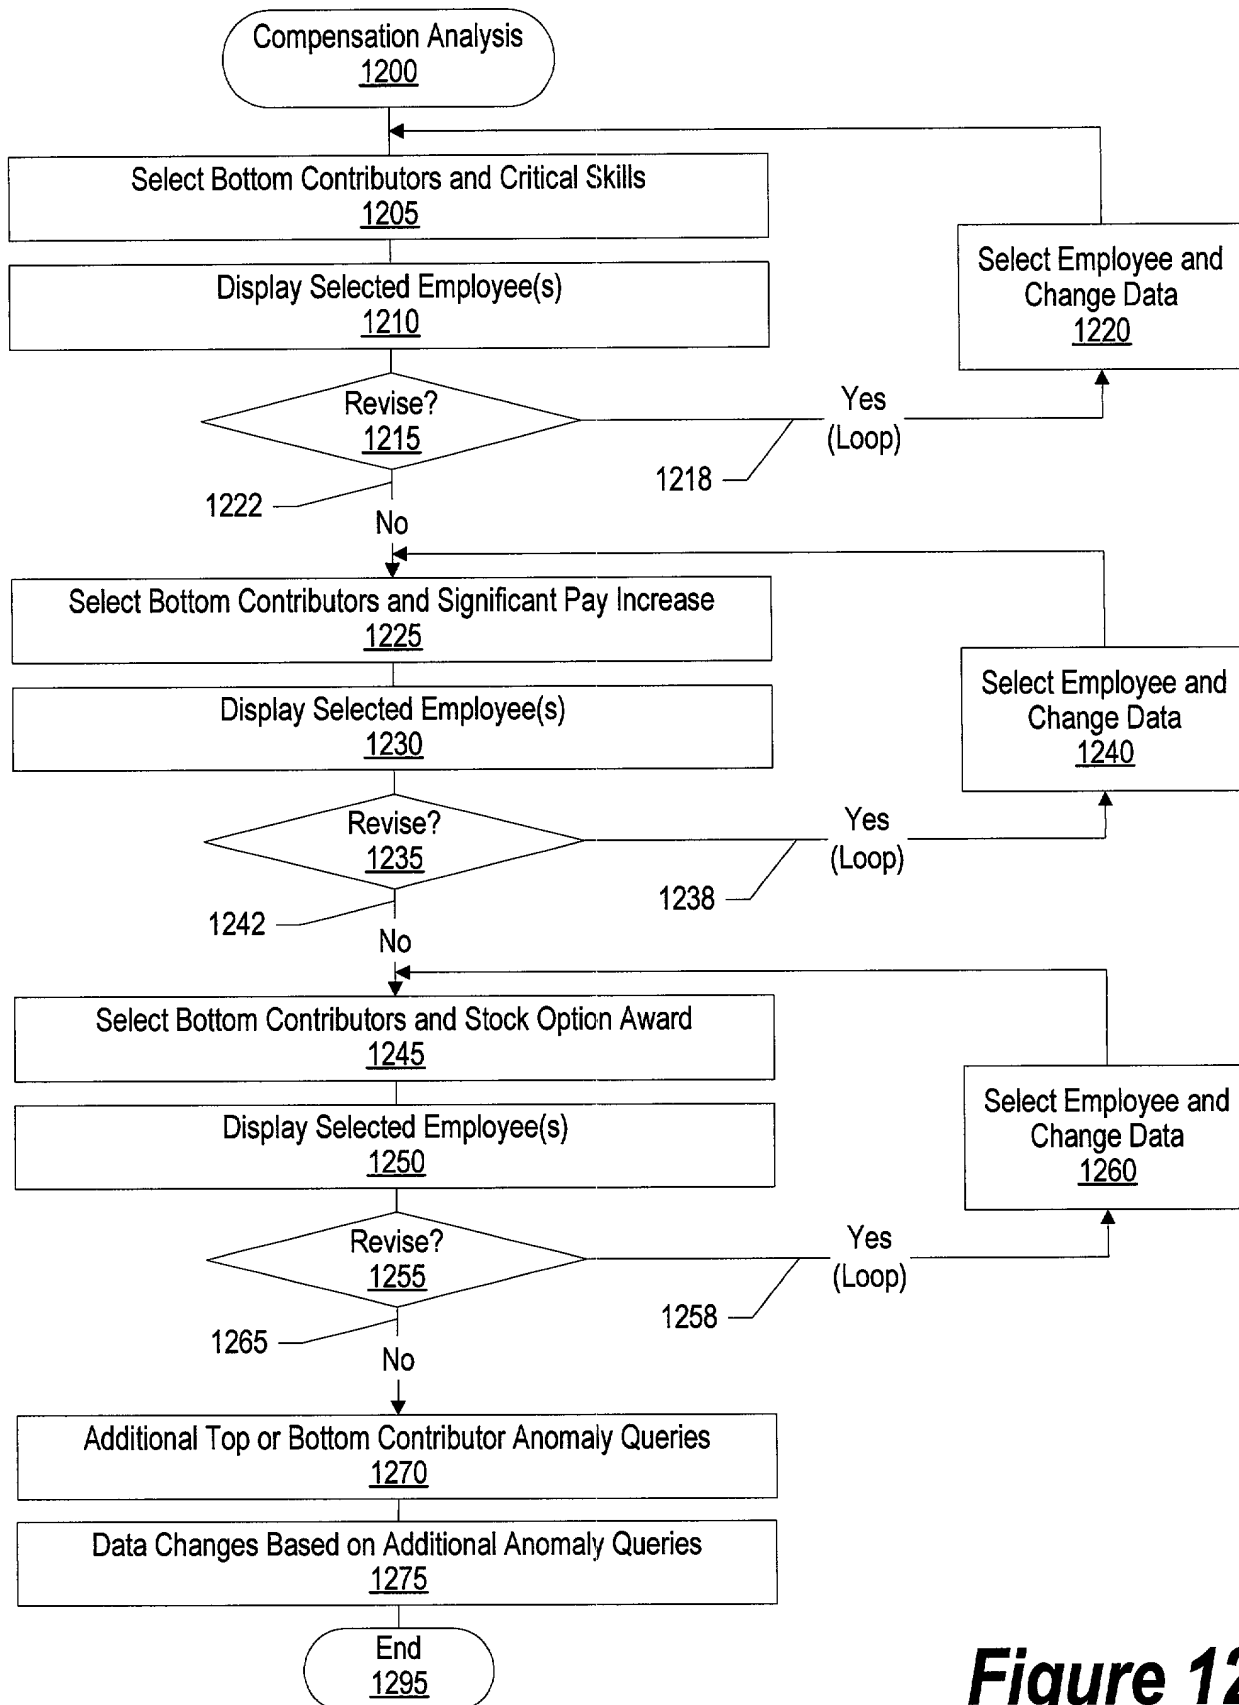 Compensation Analysis
1200
Select Bottom Contributors and Critical Skills
1205
Display Selected Employee(s)
1210
Select Employee and
Change Data
1220
Revise?
1215
Yes
(Loop)
1218
1222
No
Select Bottom Contributors and Significant Pay Increase
1225
Display Selected Employee(s)
1230
Select Employee and
Change Data
1240
Revise?
1235
Yes
(Loop)
1238
1242
No
Select Bottom Contributors and Stock Option Award
1245
Display Selected Employee(s)
1250
Select Employee and
Change Data
1260
Revise?
1255
Yes
(Loop)
1258
1265
No
Additional Top or Bottom Contributor Anomaly Queries
1270
Data Changes Based on Additional Anomaly Queries
1275
End
1295
Figure 12